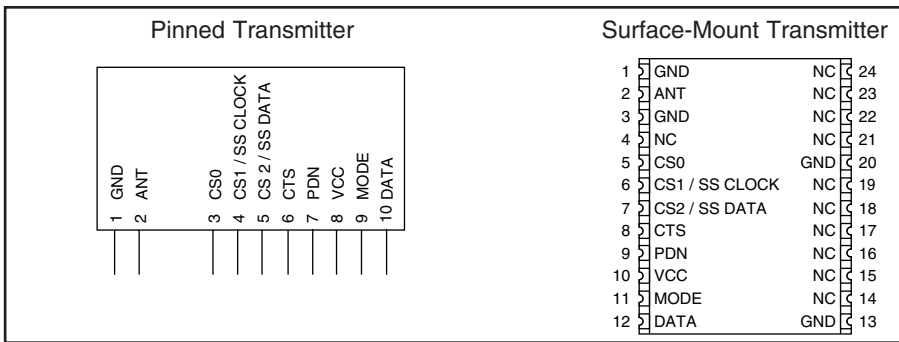 Pinned Transmitter
1 GND
2 ANT
3 CS0
4 CS1 / SS CLOCK
5 CS 2 / SS DATA
6 CTS
7 PDN
8 VCC
9 MODE
10 DATA
Surface-Mount Transmitter
1 GND NC 24
2 ANT NC 23
3 GND NC 22
4 NC NC 21
5 CS0 GND 20
6 CS1 / SS CLOCK NC 19
7 CS2 / SS DATA NC 18
8 CTS NC 17
9 PDN NC 16
10 VCC NC 15
11 MODE NC 14
12 DATA GND 13